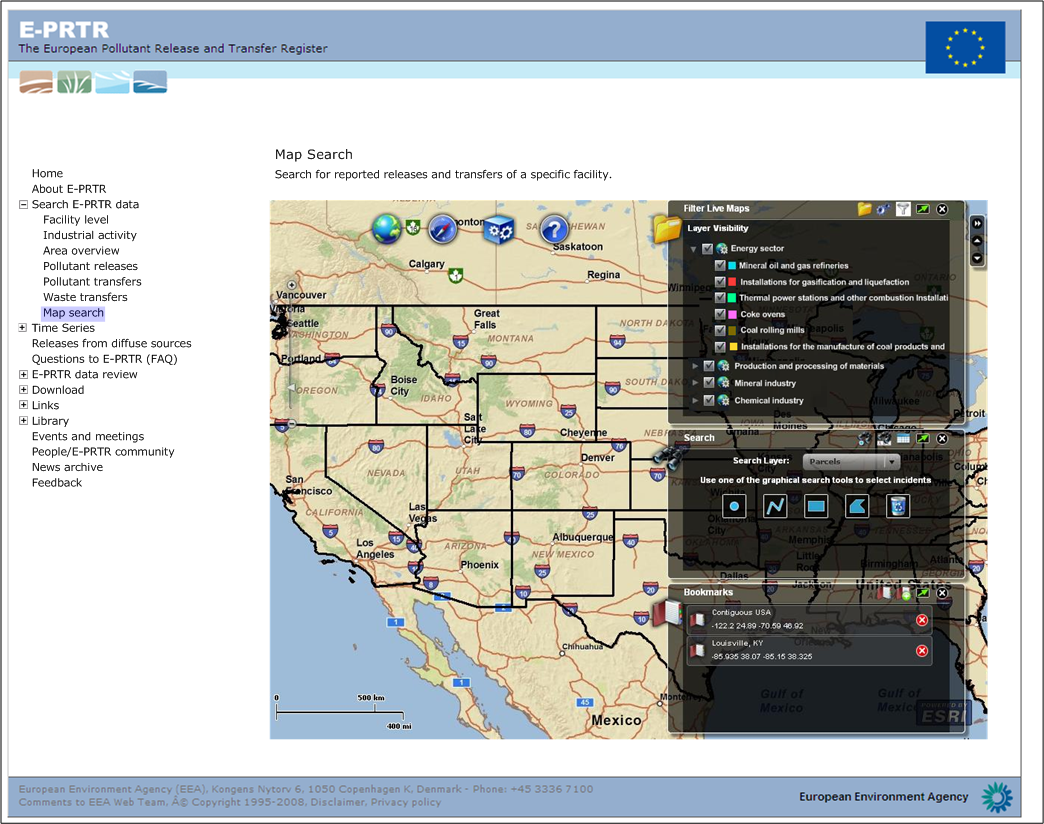 E-PRTR
The European Pollutant Release and Transfer Register
Map Search
Search for reported releases and transfers of a specific facility.
Home
About E-PRTR
Search E-PRTR data
Facility level
Industrial activity
Area overview
Pollutant releases
Pollutant transfers
Waste transfers
Map search
Time Series
Releases from diffuse sources
Questions to E-PRTR (FAQ)
E-PRTR data review
Download
Links
Library
Events and meetings
People/E-PRTR community
News archive
Feedback
Calgary
Saskatoon
Regina
Vancouver
Seattle
WASHINGTON
Portland
OREGON
Great
Falls
MONTANA
NORTH DAKOTA
Boise
City
IDAHO
WYOMING
Salt
Lake
City
Cheyenne
Denver
COLORADO
NEVADA
UTAH
San
Francisco
CALIFORNIA
Las
Vegas
Los
Angeles
ARIZONA
Phoenix
Albuquerque
NEW MEXICO
Chihuahua
Mexico
0
500 km
400 mi
Filter Live Maps
Layer Visibility
Energy sector
Mineral oil and gas refineries
Installations for gasification and liquefaction
Thermal power stations and other combustion Installati
Coke ovens
Coal rolling mills
Installations for the manufacture of coal products and
Production and processing of materials
Mineral industry
Chemical industry
Search
Search Layer:
Parcels
Use one of the graphical search tools to select incidents
Memphis
Little
Birmingham
Atlanta
Dallas
Jackson
United States
Bookmarks
Contiguous USA
-122.2 24.89 -70.59 46.92
Louisville, KY
-85.935 38.07 -85.15 38.325
Gulf of
Mexico
Gulf of
Mexico
POWERED BY
ESRI
European Environment Agency (EEA), Kongens Nytorv 6, 1050 Copenhagen K, Denmark - Phone: +45 3336 7100
Comments to EEA Web Team, Â© Copyright 1995-2008. Disclaimer. Privacy policy
European Environment Agency